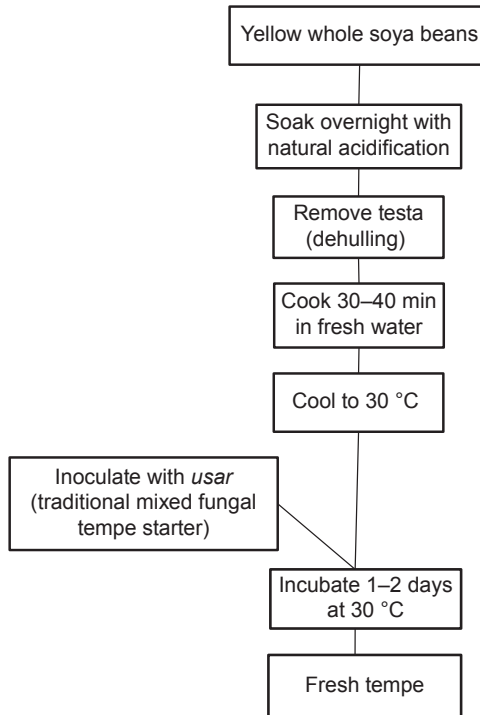 Yellow whole soya beans
Soak overnight with
natural acidification
Remove testa
(dehulling)
Cook 30–40 min
in fresh water
Cool to 30 °C
Inoculate with usar
(traditional mixed fungal
tempe starter)
Incubate 1–2 days
at 30 °C
Fresh tempe